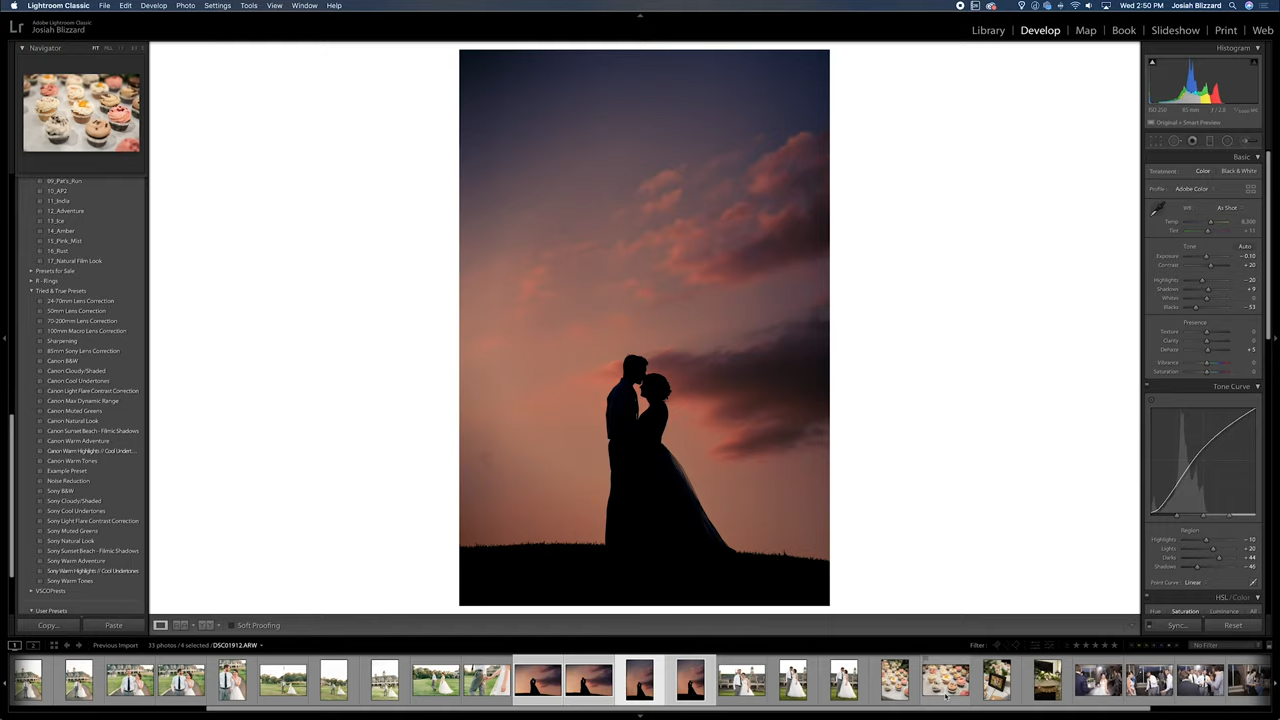 Lightroom Classic File Edit Develop Photo Settings Tools View Window Help Wed 2:50 PM Josiah Blizzard
Lr Adobe Lightroom Classic
Josiah Blizzard
Library Develop Map Book Slideshow Print Web
Navigator FIT FILL
Histogram
ISO 250 85 mm f / 2.8
Original + Smart Preview
Basic
Treatment: Color Black & White
Profile: Adobe Color
WB: As Shot
Temp 8,300
Tint + 11
Tone Auto
Exposure − 0.10
Contrast + 20
Highlights − 20
Shadows + 9
Whites 0
Blacks − 53
Presence
Texture 0
Clarity 0
Dehaze + 5
Vibrance 0
Saturation 0
Tone Curve
Region
Highlights − 10
Lights + 20
Darks + 44
Shadows − 46
Point Curve: Linear
HSL / Color
Hue Saturation Luminance All
Sync... Reset
09_Pat's_Run
10_AP2
11_India
12_Adventure
13_Ice
14_Amber
15_Pink_Mist
16_Rust
17_Natural Film Look
Presets for Sale
R - Rings
Tried & True Presets
24-70mm Lens Correction
50mm Lens Correction
70-200mm Lens Correction
100mm Macro Lens Correction
Sharpening
85mm Sony Lens Correction
Canon B&W
Canon Cloudy/Shaded
Canon Cool Undertones
Canon Light Flare Contrast Correction
Canon Max Dynamic Range
Canon Muted Greens
Canon Natural Look
Canon Sunset Beach - Filmic Shadows
Canon Warm Adventure
Canon Warm Highlights // Cool Undert...
Canon Warm Tones
Example Preset
Noise Reduction
Sony B&W
Sony Cloudy/Shaded
Sony Cool Undertones
Sony Light Flare Contrast Correction
Sony Muted Greens
Sony Natural Look
Sony Sunset Beach - Filmic Shadows
Sony Warm Adventure
Sony Warm Highlights // Cool Undertones
Sony Warm Tones
VSCOPrests
User Presets
Copy... Paste
Soft Proofing
1 2 Previous Import 33 photos / 4 selected / DSC01912.ARW Filter: No Filter